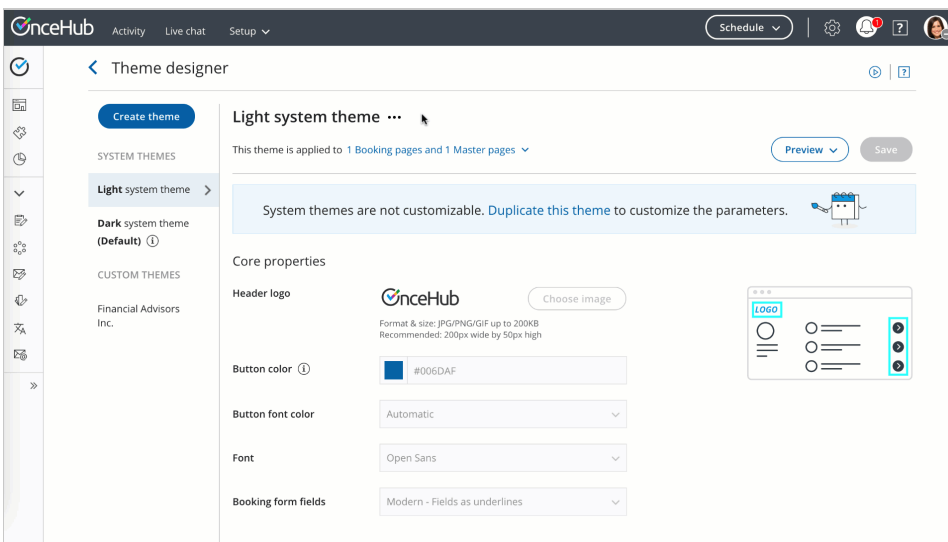 OnceHub Activity Live chat Setup Schedule 1 ?
Theme designer
?
Create theme
SYSTEM THEMES
Light system theme
Dark system theme
(Default) i
CUSTOM THEMES
Financial Advisors
Inc.
Light system theme ...
This theme is applied to 1 Booking pages and 1 Master pages
Preview
Save
System themes are not customizable. Duplicate this theme to customize the parameters.
Core properties
Header logo
OnceHub
Choose image
Format & size: JPG/PNG/GIF up to 200KB
Recommended: 200px wide by 50px high
LOGO
Button color i
#006DAF
Button font color
Automatic
Font
Open Sans
Booking form fields
Modern - Fields as underlines